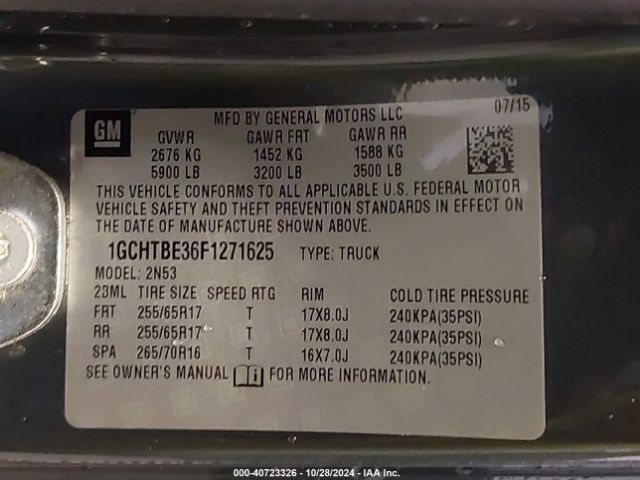 GM
MFD BY GENERAL MOTORS LLC 07/15
GVWR GAWR FRT GAWR RR
2676 KG 1452 KG 1588 KG
5900 LB 3200 LB 3500 LB
THIS VEHICLE CONFORMS TO ALL APPLICABLE U.S. FEDERAL MOTOR
VEHICLE SAFETY AND THEFT PREVENTION STANDARDS IN EFFECT ON
THE DATE OF MANUFACTURE SHOWN ABOVE.
1GCHTBE36F1271625 TYPE: TRUCK
MODEL: 2N53
23ML TIRE SIZE SPEED RTG RIM COLD TIRE PRESSURE
FRT 255/65R17 T 17X8.0J 240KPA(35PSI)
RR 255/65R17 T 17X8.0J 240KPA(35PSI)
SPA 265/70R16 T 16X7.0J 240KPA(35PSI)
SEE OWNER'S MANUAL i FOR MORE INFORMATION.
000-40723326 - 10/28/2024 - IAA Inc.